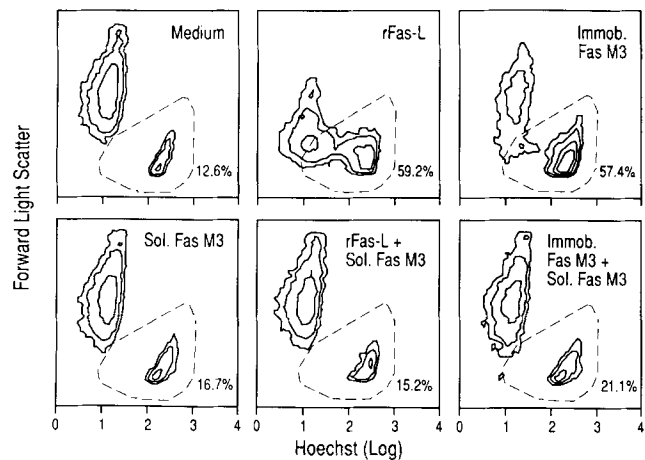 Medium
12.6%
rFas-L
59.2%
Immob.
Fas M3
57.4%
Forward Light Scatter
Sol. Fas M3
16.7%
rFas-L +
Sol. Fas M3
15.2%
Immob.
Fas M3 +
Sol. Fas M3
21.1%
0 1 2 3 4
0 1 2 3 4
0 1 2 3 4
Hoechst (Log)